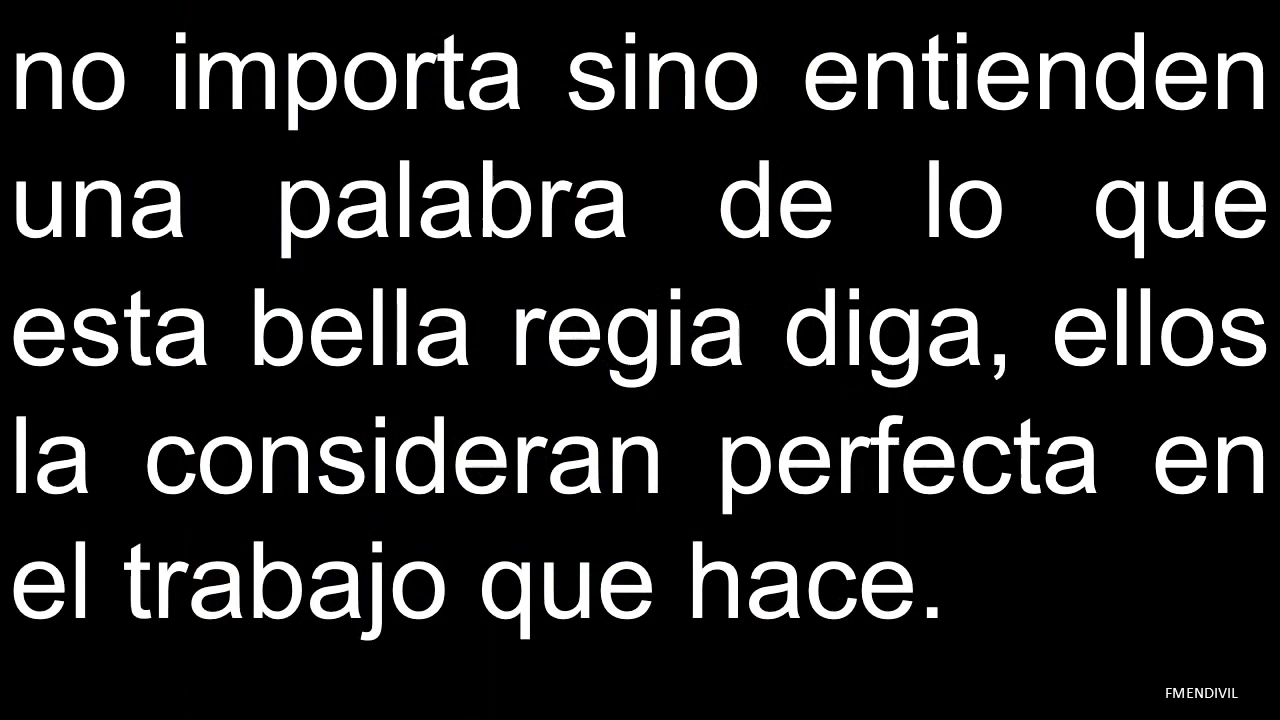 no importa sino entienden
una palabra de lo que
esta bella regia diga, ellos
la consideran perfecta en
el trabajo que hace.
FMENDIVIL